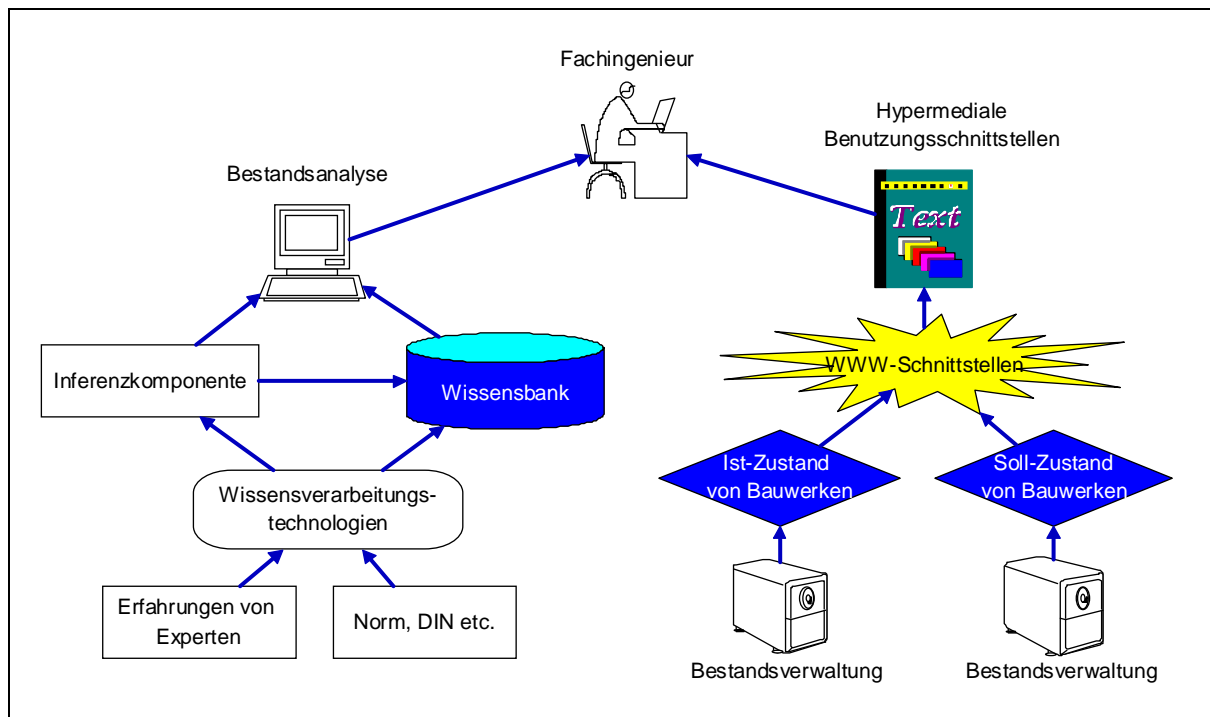 Fachingenieur
Hypermediale
Benutzungsschnittstellen
Bestandsanalyse
Text
Inferenzkomponente
Wissensbank
WWW-Schnittstellen
Ist-Zustand
von Bauwerken
Soll-Zustand
von Bauwerken
Wissensverarbeitungs-
technologien
Erfahrungen von
Experten
Norm, DIN etc.
Bestandsverwaltung
Bestandsverwaltung